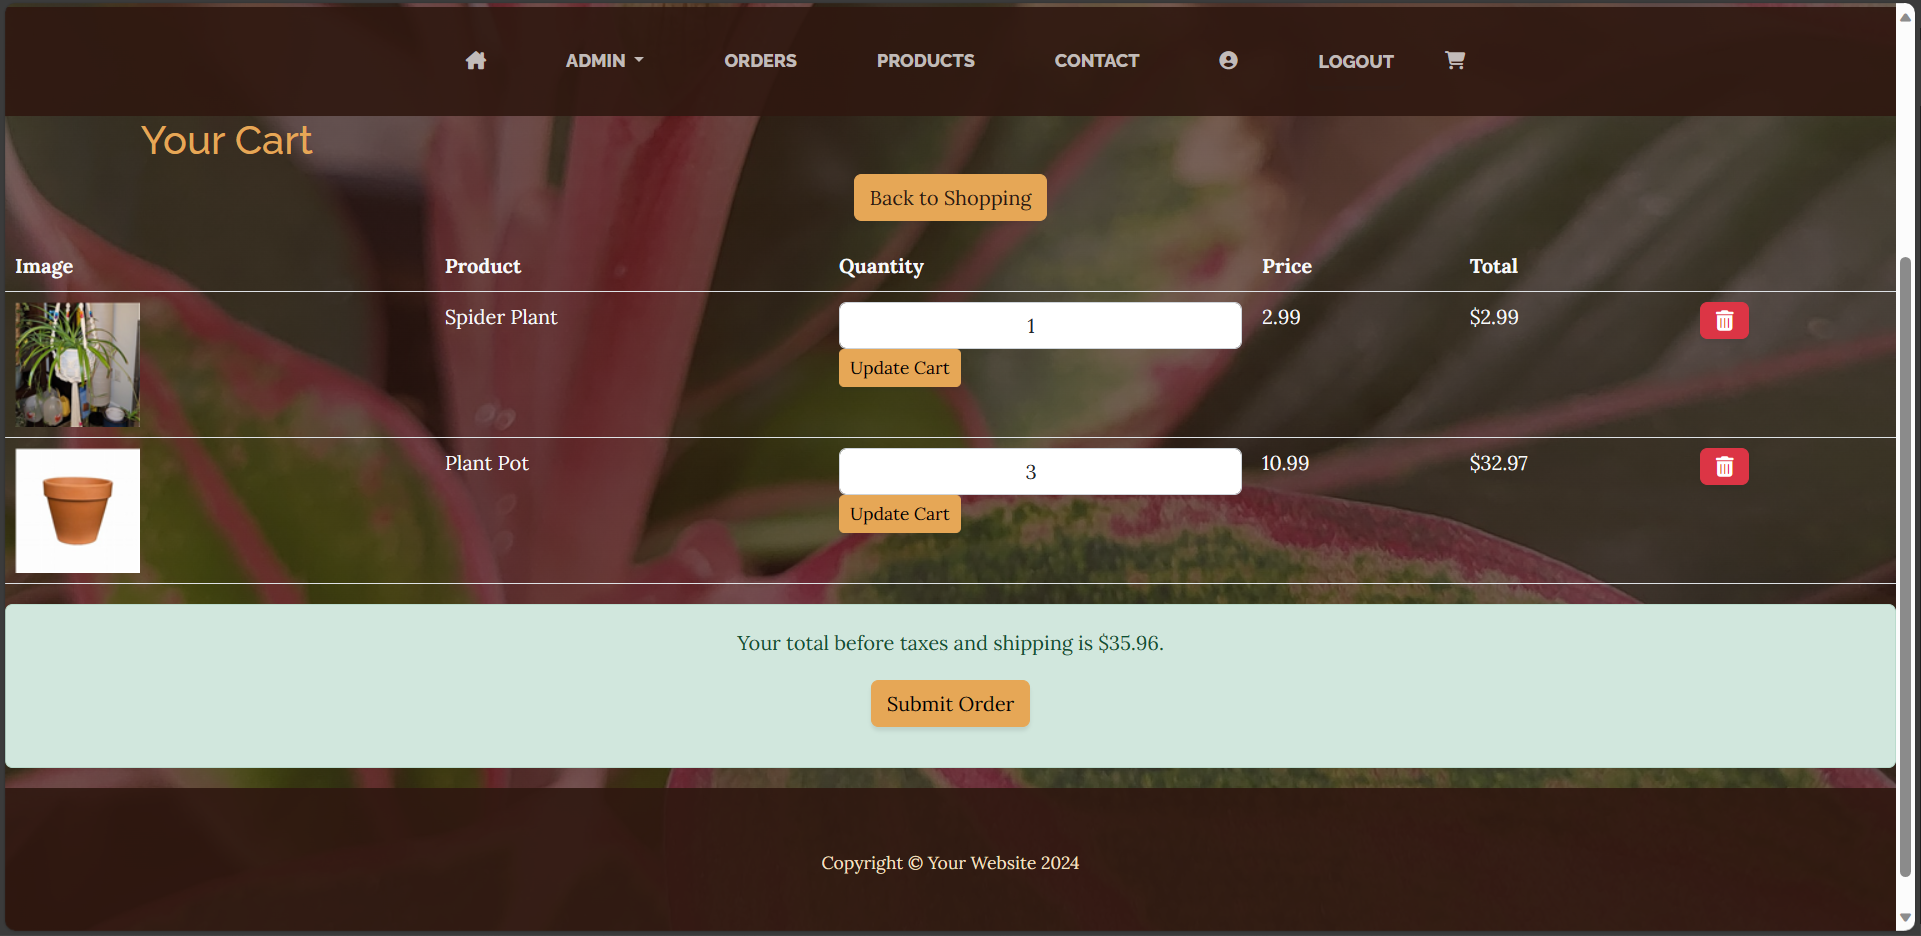 ADMIN ORDERS PRODUCTS CONTACT LOGOUT
Your Cart
Back to Shopping
Image Product Quantity Price Total
Spider Plant 1 2.99 $2.99
Update Cart
Plant Pot 3 10.99 $32.97
Update Cart
Your total before taxes and shipping is $35.96.
Submit Order
Copyright © Your Website 2024